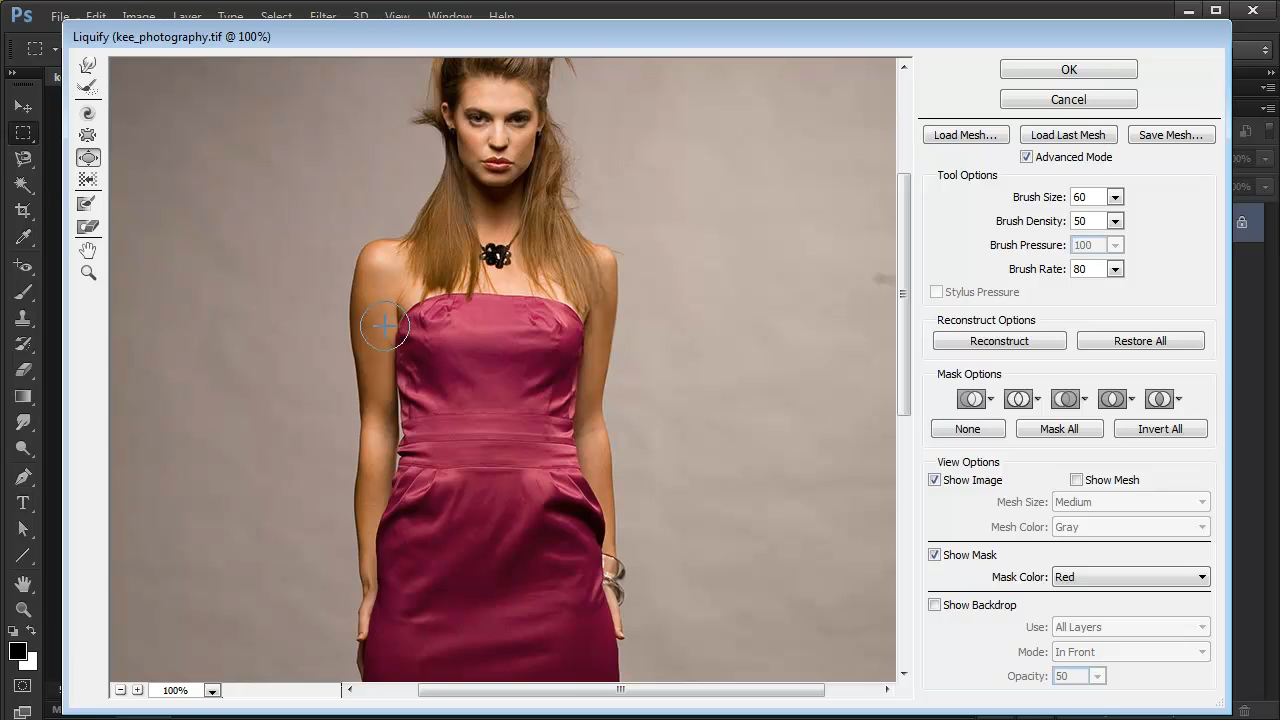 Ps File Edit Image Layer Type Select Filter 3D View Window Help
Liquify (kee_photography.tif @ 100%)
OK
Cancel
Load Mesh... Load Last Mesh Save Mesh...
Advanced Mode
Tool Options
Brush Size: 60
Brush Density: 50
Brush Pressure: 100
Brush Rate: 80
Stylus Pressure
Reconstruct Options
Reconstruct Restore All
Mask Options
None Mask All Invert All
View Options
Show Image Show Mesh
Mesh Size: Medium
Mesh Color: Gray
Show Mask
Mask Color: Red
Show Backdrop
Use: All Layers
Mode: In Front
Opacity: 50
100%